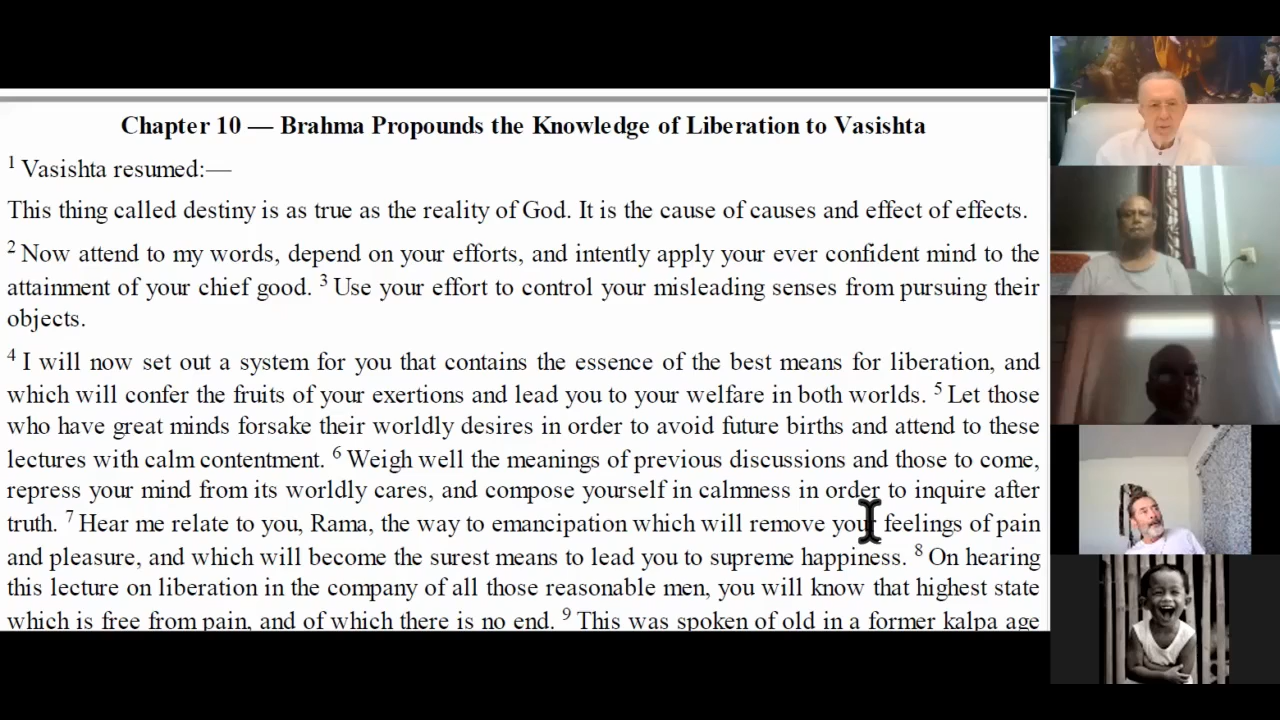 Chapter 10 — Brahma Propounds the Knowledge of Liberation to Vasishta
1 Vasishta resumed:—
This thing called destiny is as true as the reality of God. It is the cause of causes and effect of effects.
2 Now attend to my words, depend on your efforts, and intently apply your ever confident mind to the
attainment of your chief good. 3 Use your effort to control your misleading senses from pursuing their
objects.
4 I will now set out a system for you that contains the essence of the best means for liberation, and
which will confer the fruits of your exertions and lead you to your welfare in both worlds. 5 Let those
who have great minds forsake their worldly desires in order to avoid future births and attend to these
lectures with calm contentment. 6 Weigh well the meanings of previous discussions and those to come,
repress your mind from its worldly cares, and compose yourself in calmness in order to inquire after
truth. 7 Hear me relate to you, Rama, the way to emancipation which will remove your feelings of pain
and pleasure, and which will become the surest means to lead you to supreme happiness. 8 On hearing
this lecture on liberation in the company of all those reasonable men, you will know that highest state
which is free from pain, and of which there is no end. 9 This was spoken of old in a former kalpa age